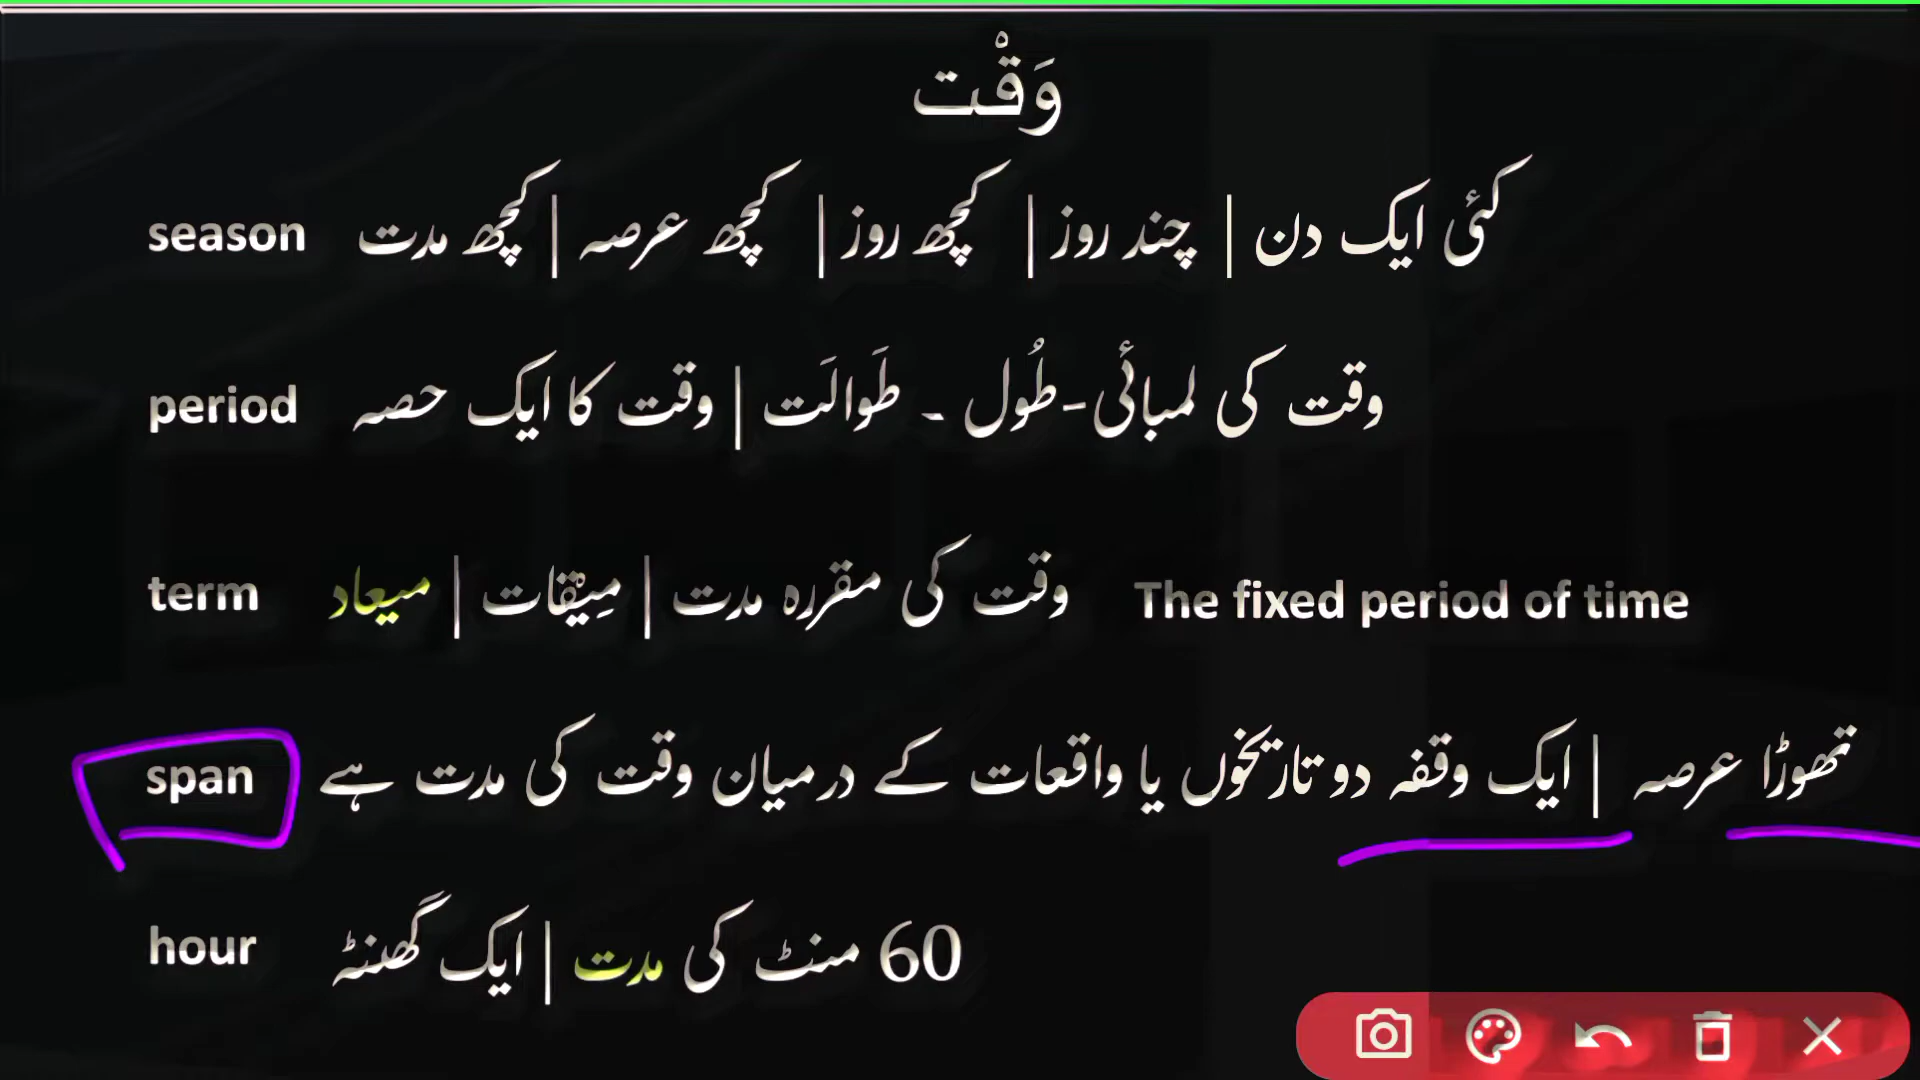 وَقْت
season کئی ایک دن | چند روز | کچھ روز | کچھ عرصہ | کچھ مدت
period وقت کی لمبائی-طُول ۔ طَوالَت | وقت کا ایک حصہ
term میعاد | مِیْقات | وقت کی مقررہ مدت The fixed period of time
span تھوڑا عرصہ | ایک وقفہ دو تاریخوں یا واقعات کے درمیان وقت کی مدت ہے
hour 60 منٹ کی مدت | ایک گھنٹہ